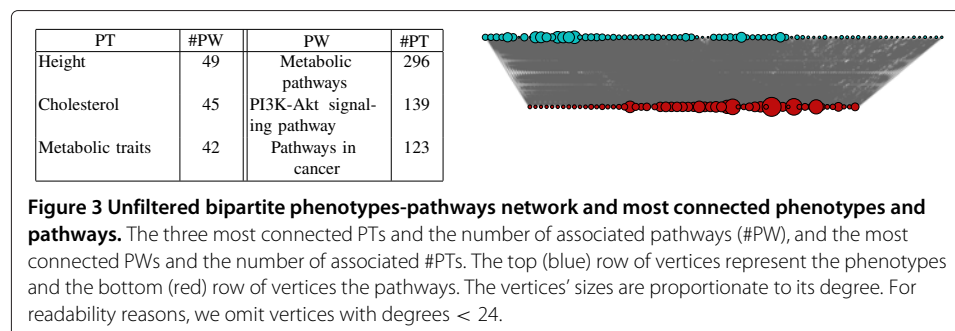 PT #PW PW #PT
Height 49 Metabolic pathways 296
Cholesterol 45 PI3K-Akt signal-ing pathway 139
Metabolic traits 42 Pathways in cancer 123
Figure 3 Unfiltered bipartite phenotypes-pathways network and most connected phenotypes and
pathways. The three most connected PTs and the number of associated pathways (#PW), and the most
connected PWs and the number of associated #PTs. The top (blue) row of vertices represent the phenotypes
and the bottom (red) row of vertices the pathways. The vertices' sizes are proportionate to its degree. For
readability reasons, we omit vertices with degrees < 24.